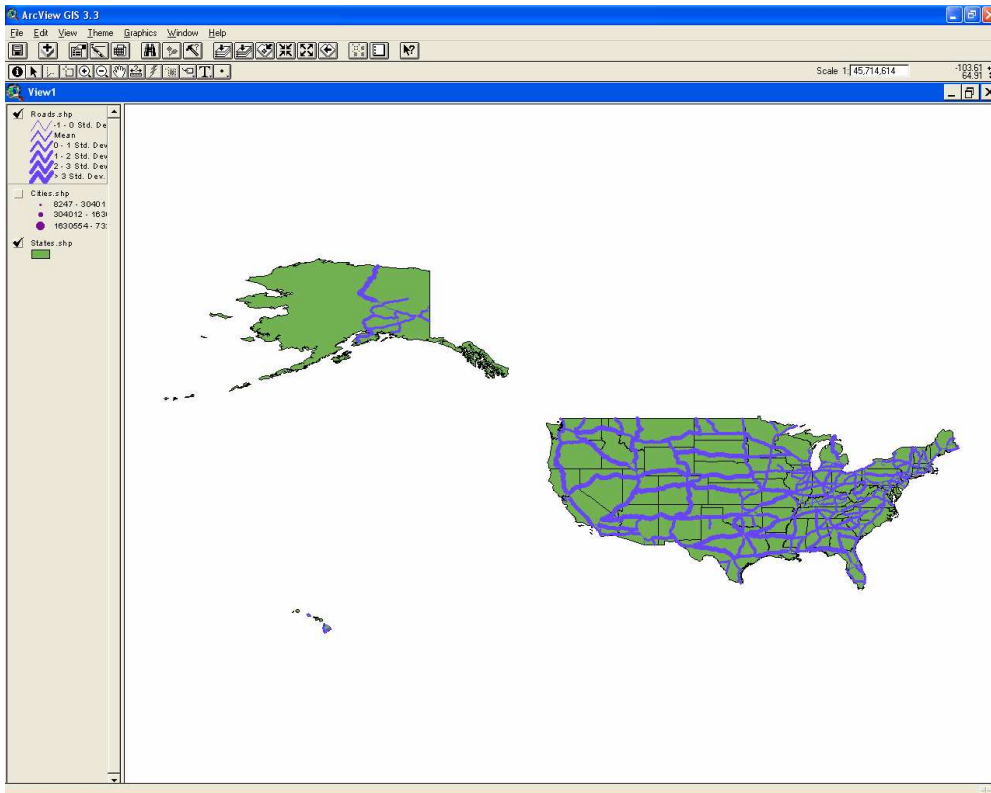 ArcView GIS 3.3
File Edit View Theme Graphics Window Help
Scale 1: 45,714,614
-103.61
64.91
View1
Roads.shp
-1 - 0 Std. De
Mean
0 - 1 Std. Dev
1 - 2 Std. Dev
2 - 3 Std. Dev
> 3 Std. Dev.
Cities.shp
8247 - 30401
304012 - 1630
1630554 - 73
States.shp